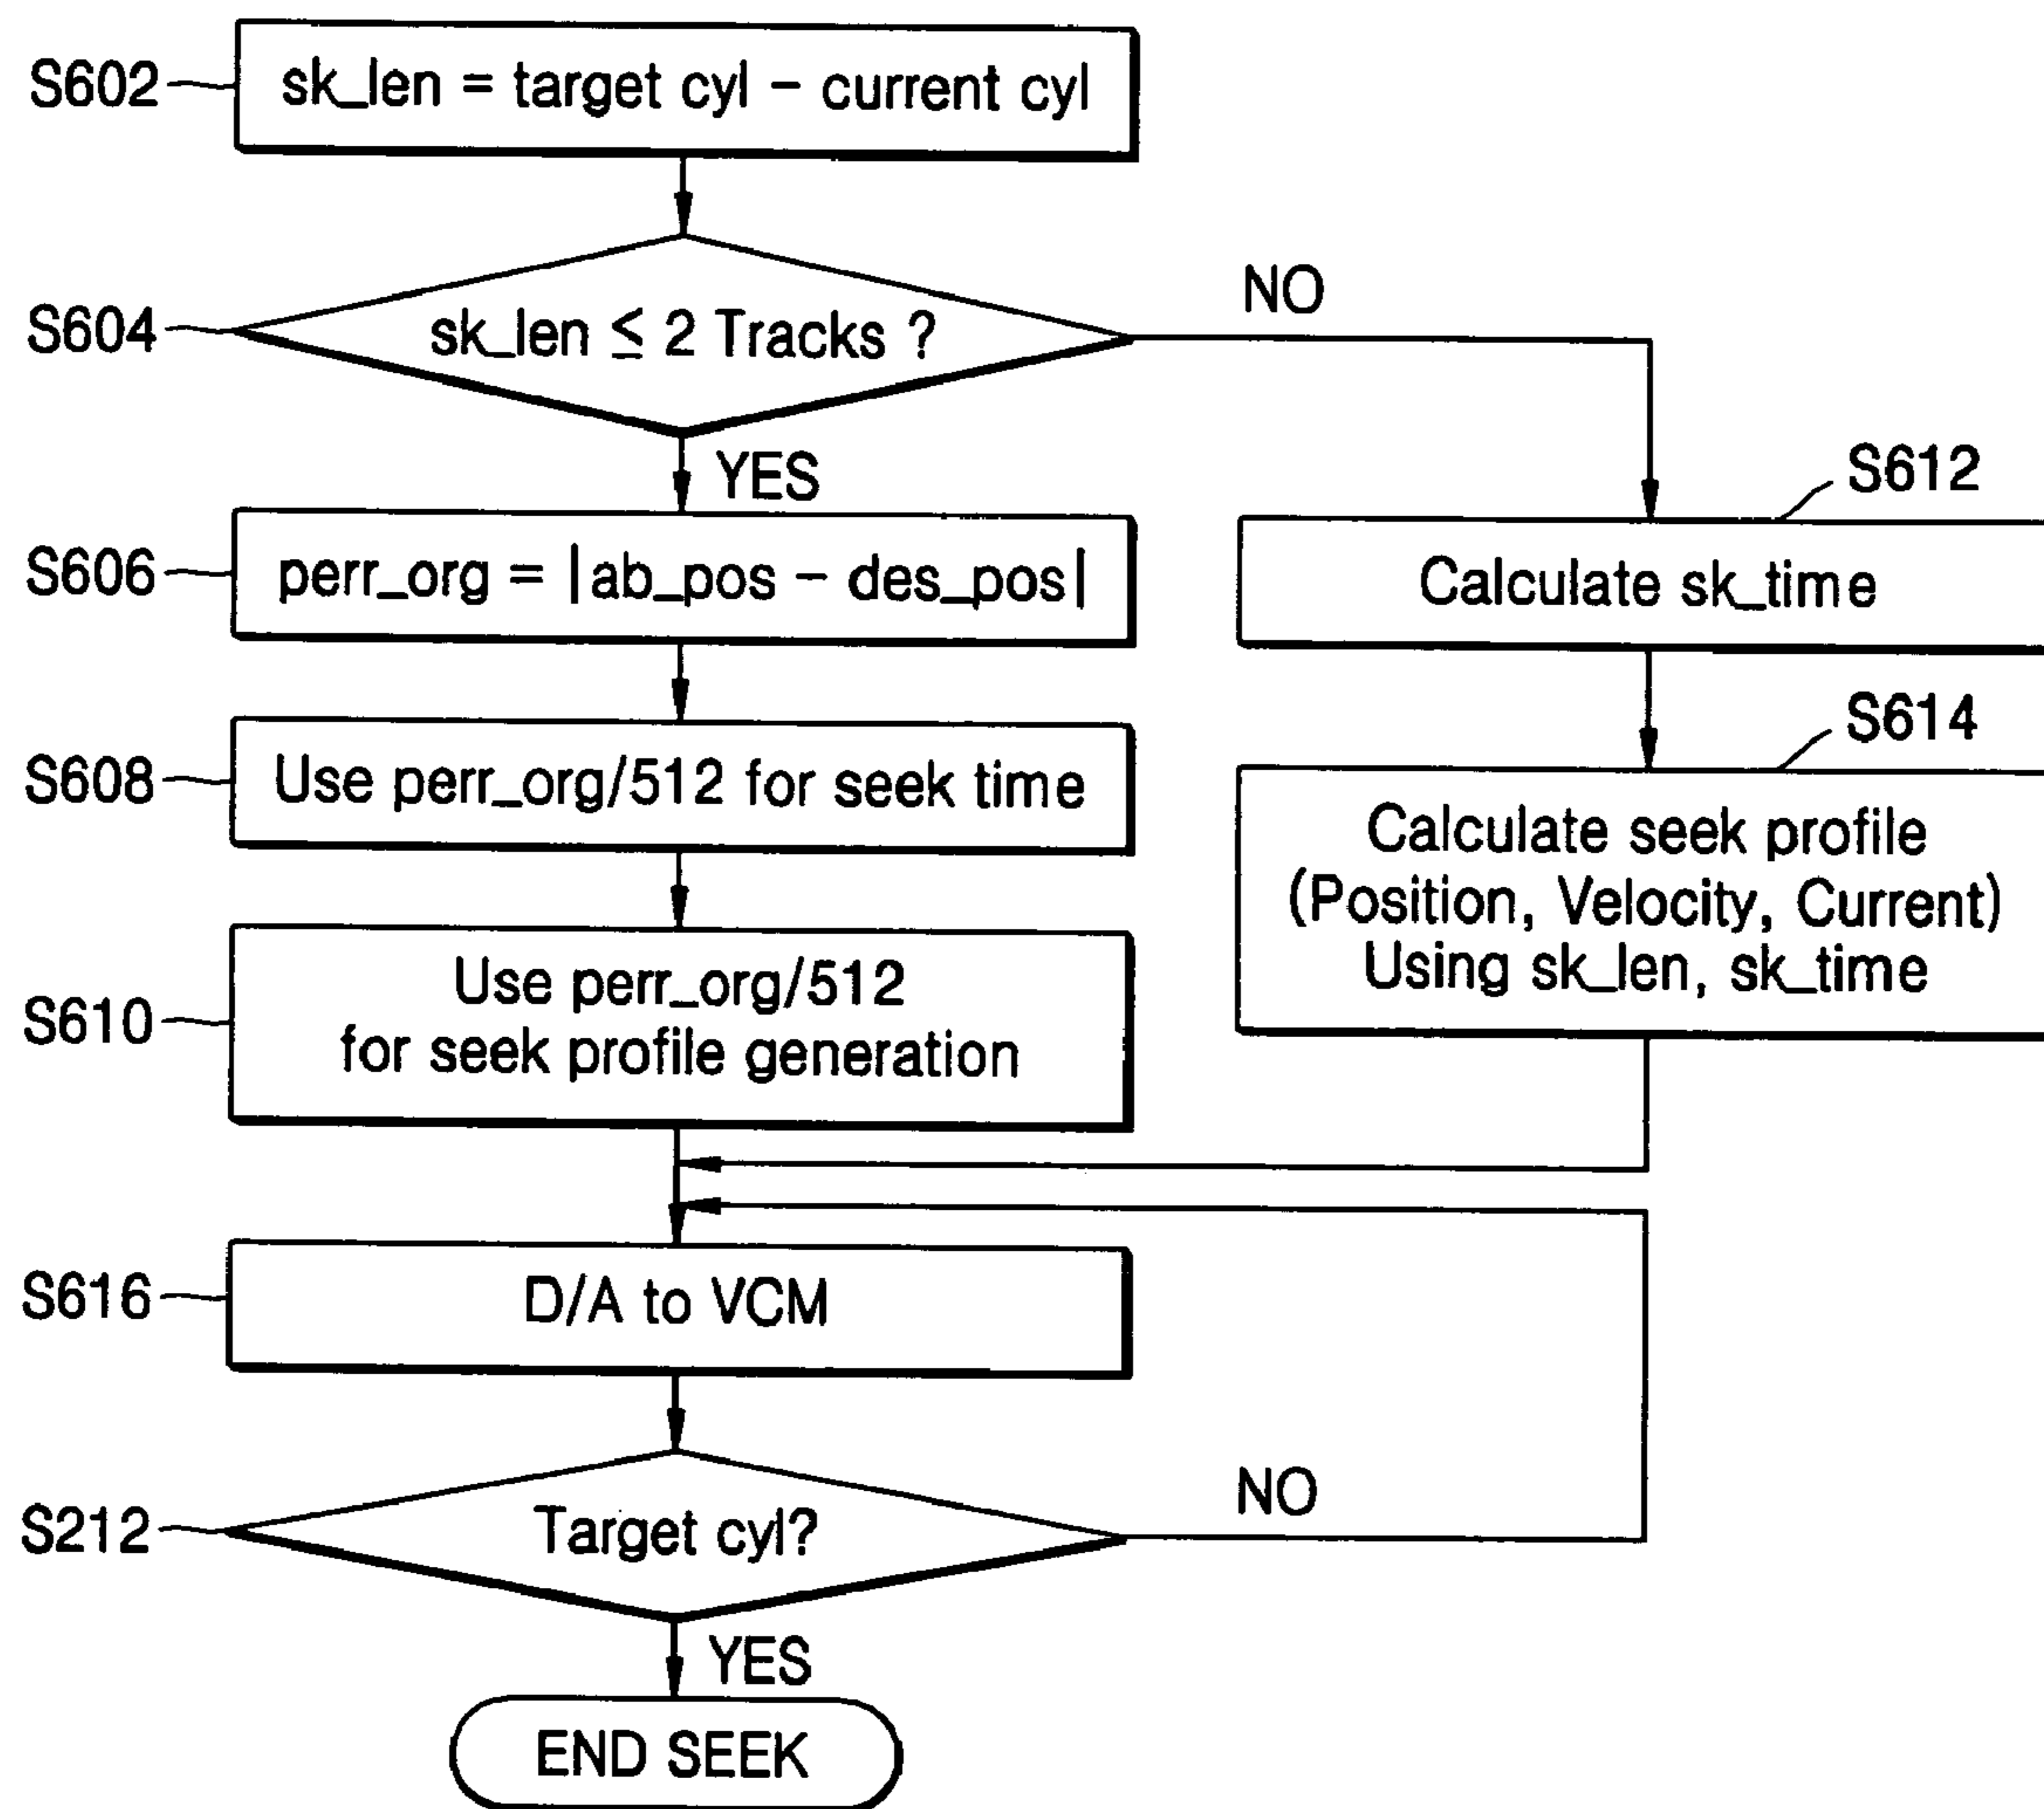 S602
sk_len = target cyl − current cyl
S604
sk_len ≤ 2 Tracks ?
NO
YES
S606
perr_org = |ab_pos − des_pos|
S608
Use perr_org/512 for seek time
S610
Use perr_org/512
for seek profile generation
S612
Calculate sk_time
S614
Calculate seek profile
(Position, Velocity, Current)
Using sk_len, sk_time
S616
D/A to VCM
S212
Target cyl?
NO
YES
END SEEK